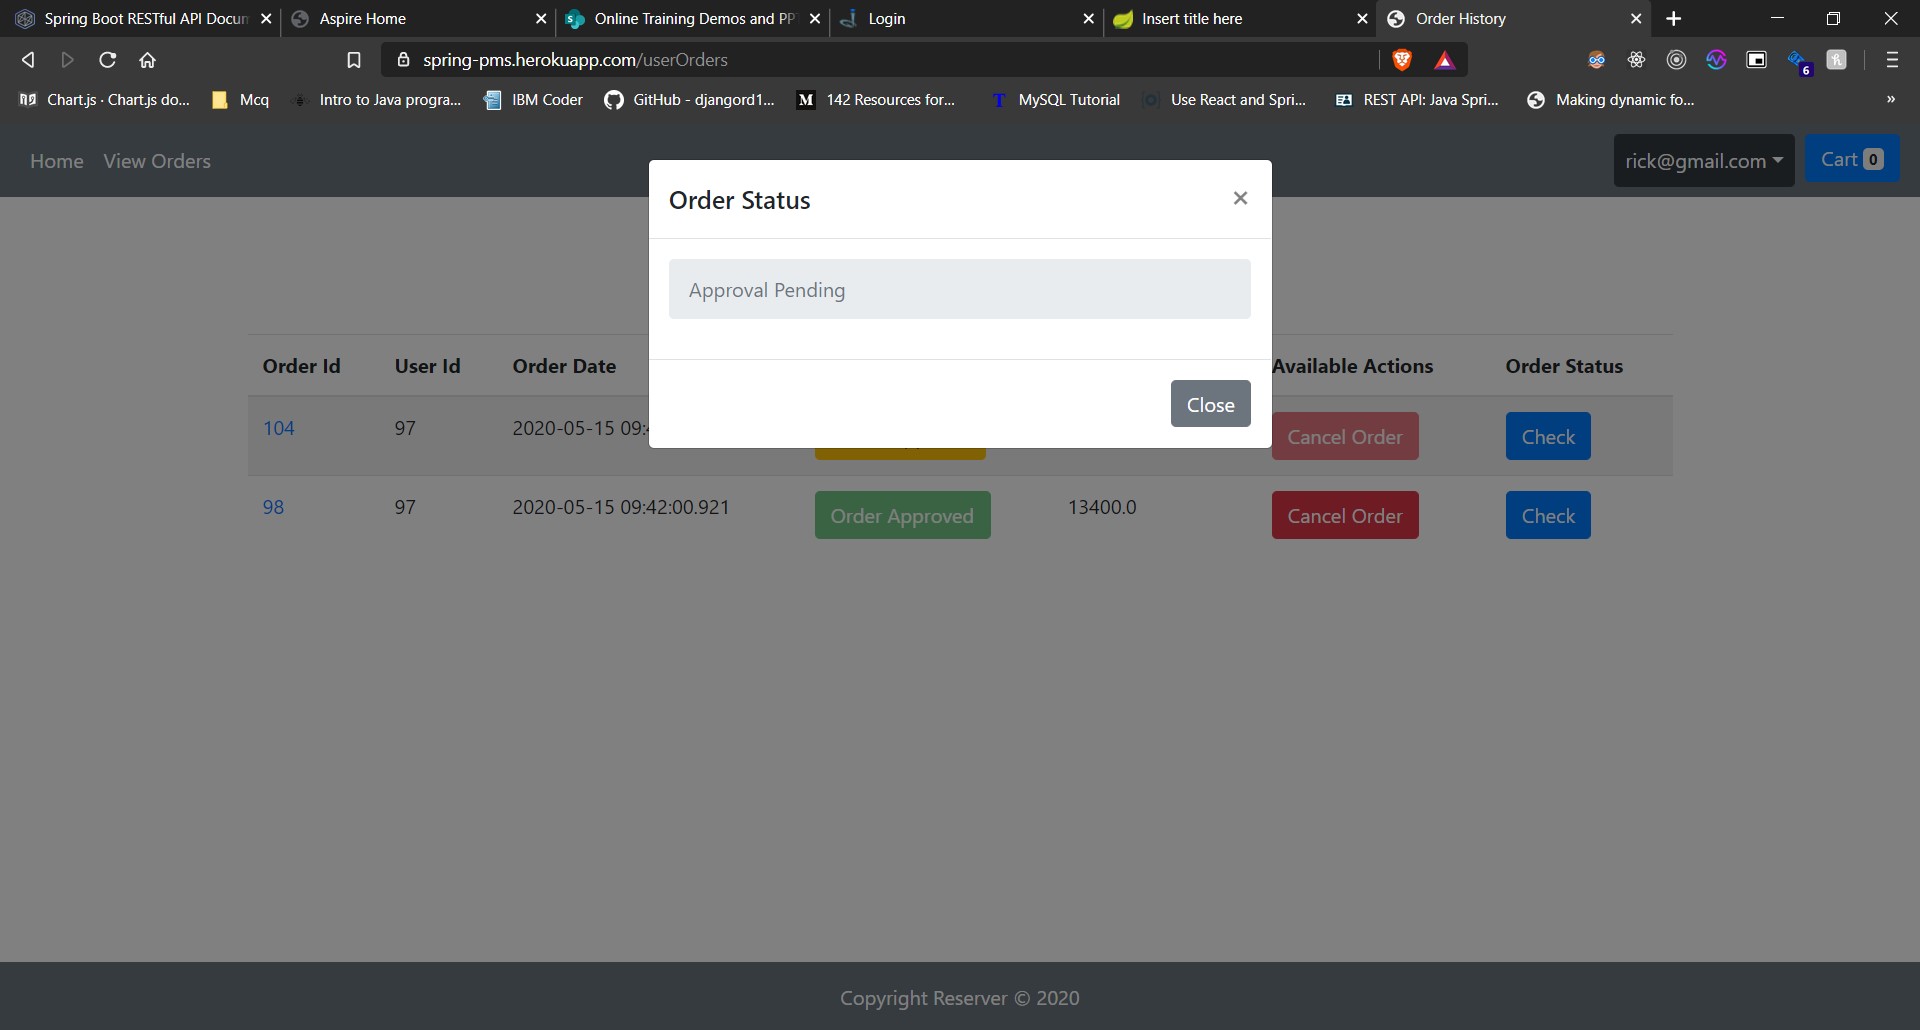 Spring Boot RESTful API Docum
Aspire Home
Online Training Demos and PP
Login
Insert title here
Order History
spring-pms.herokuapp.com/userOrders
6
Chart.js · Chart.js do...
Mcq
Intro to Java progra...
IBM Coder
GitHub - djangord1...
M 142 Resources for...
T MySQL Tutorial
Use React and Spri...
REST API: Java Spri...
Making dynamic fo...
»
Home
View Orders
rick@gmail.com
Cart 0
Order Status
×
Approval Pending
Close
Order Id
User Id
Order Date
Available Actions
Order Status
104
97
2020-05-15 09:
Cancel Order
Check
98
97
2020-05-15 09:42:00.921
Order Approved
13400.0
Cancel Order
Check
Copyright Reserver © 2020